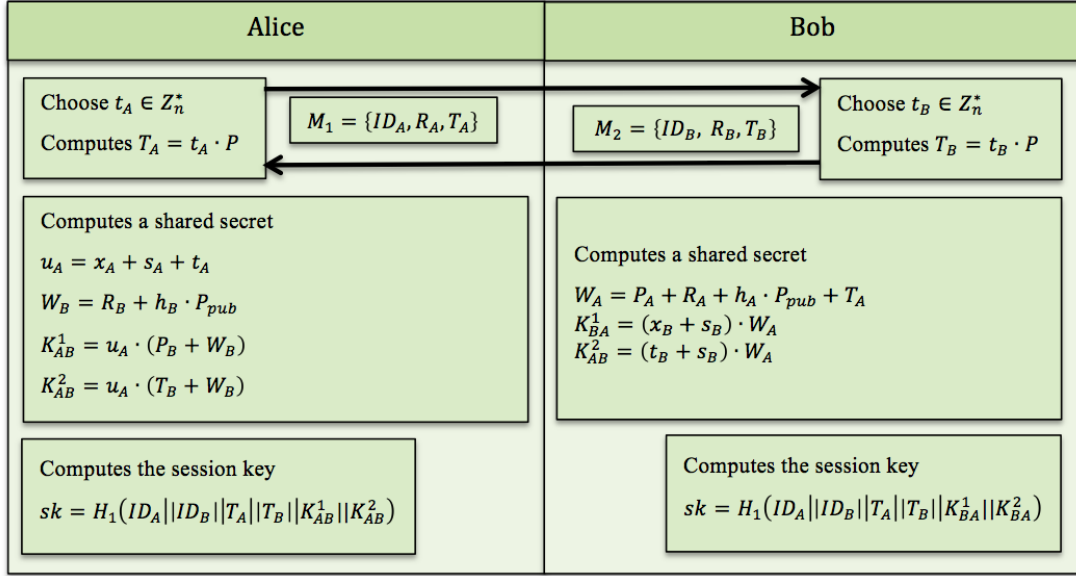 Alice
Bob
Choose t_A ∈ Z_n^*
Computes T_A = t_A · P
M_1 = {ID_A, R_A, T_A}
M_2 = {ID_B, R_B, T_B}
Choose t_B ∈ Z_n^*
Computes T_B = t_B · P
Computes a shared secret
u_A = x_A + s_A + t_A
W_B = R_B + h_B · P_pub
K_AB^1 = u_A · (P_B + W_B)
K_AB^2 = u_A · (T_B + W_B)
Computes a shared secret
W_A = P_A + R_A + h_A · P_pub + T_A
K_BA^1 = (x_B + s_B) · W_A
K_AB^2 = (t_B + s_B) · W_A
Computes the session key
sk = H_1(ID_A||ID_B||T_A||T_B||K_AB^1||K_AB^2)
Computes the session key
sk = H_1(ID_A||ID_B||T_A||T_B||K_BA^1||K_BA^2)